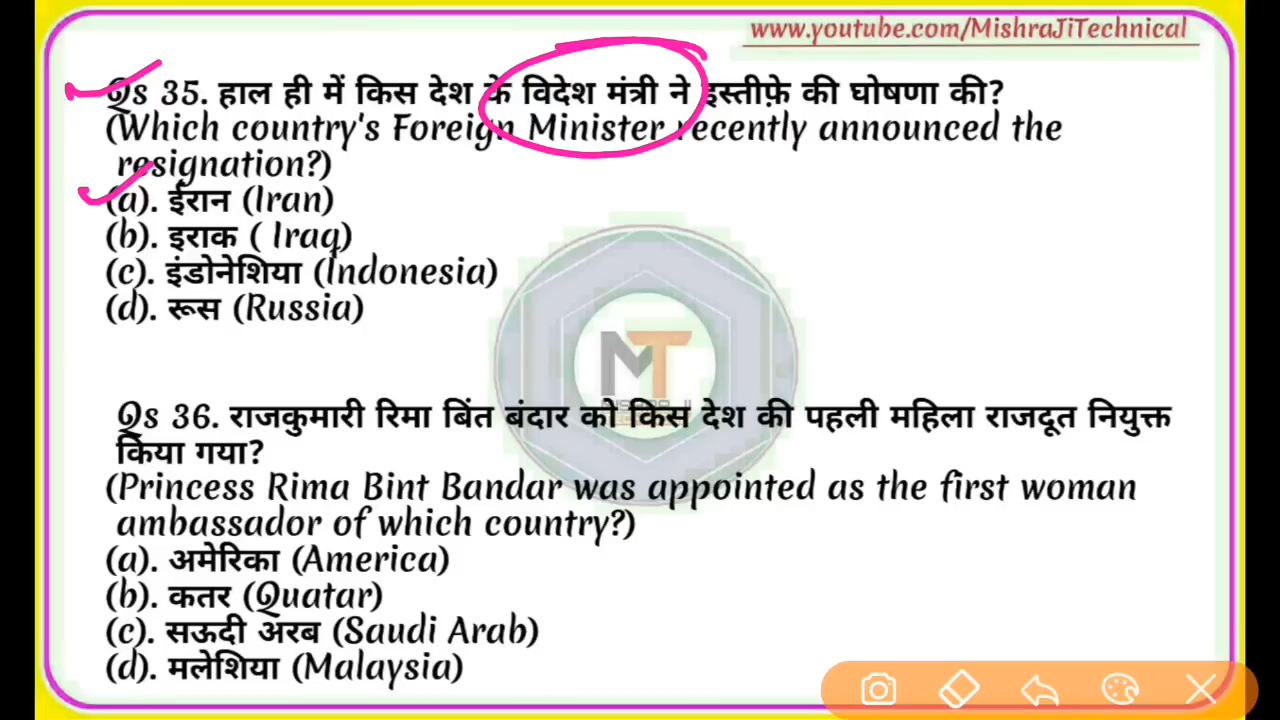 www.youtube.com/MishraJiTechnical
Qs 35. हाल ही में किस देश के विदेश मंत्री ने इस्तीफ़े की घोषणा की?
(Which country's Foreign Minister recently announced the
resignation?)
(a). ईरान (Iran)
(b). इराक ( Iraq)
(c). इंडोनेशिया (Indonesia)
(d). रूस (Russia)
MT
Qs 36. राजकुमारी रिमा बिंत बंदार को किस देश की पहली महिला राजदूत नियुक्त
किया गया?
(Princess Rima Bint Bandar was appointed as the first woman
ambassador of which country?)
(a). अमेरिका (America)
(b). कतर (Quatar)
(c). सऊदी अरब (Saudi Arab)
(d). मलेशिया (Malaysia)